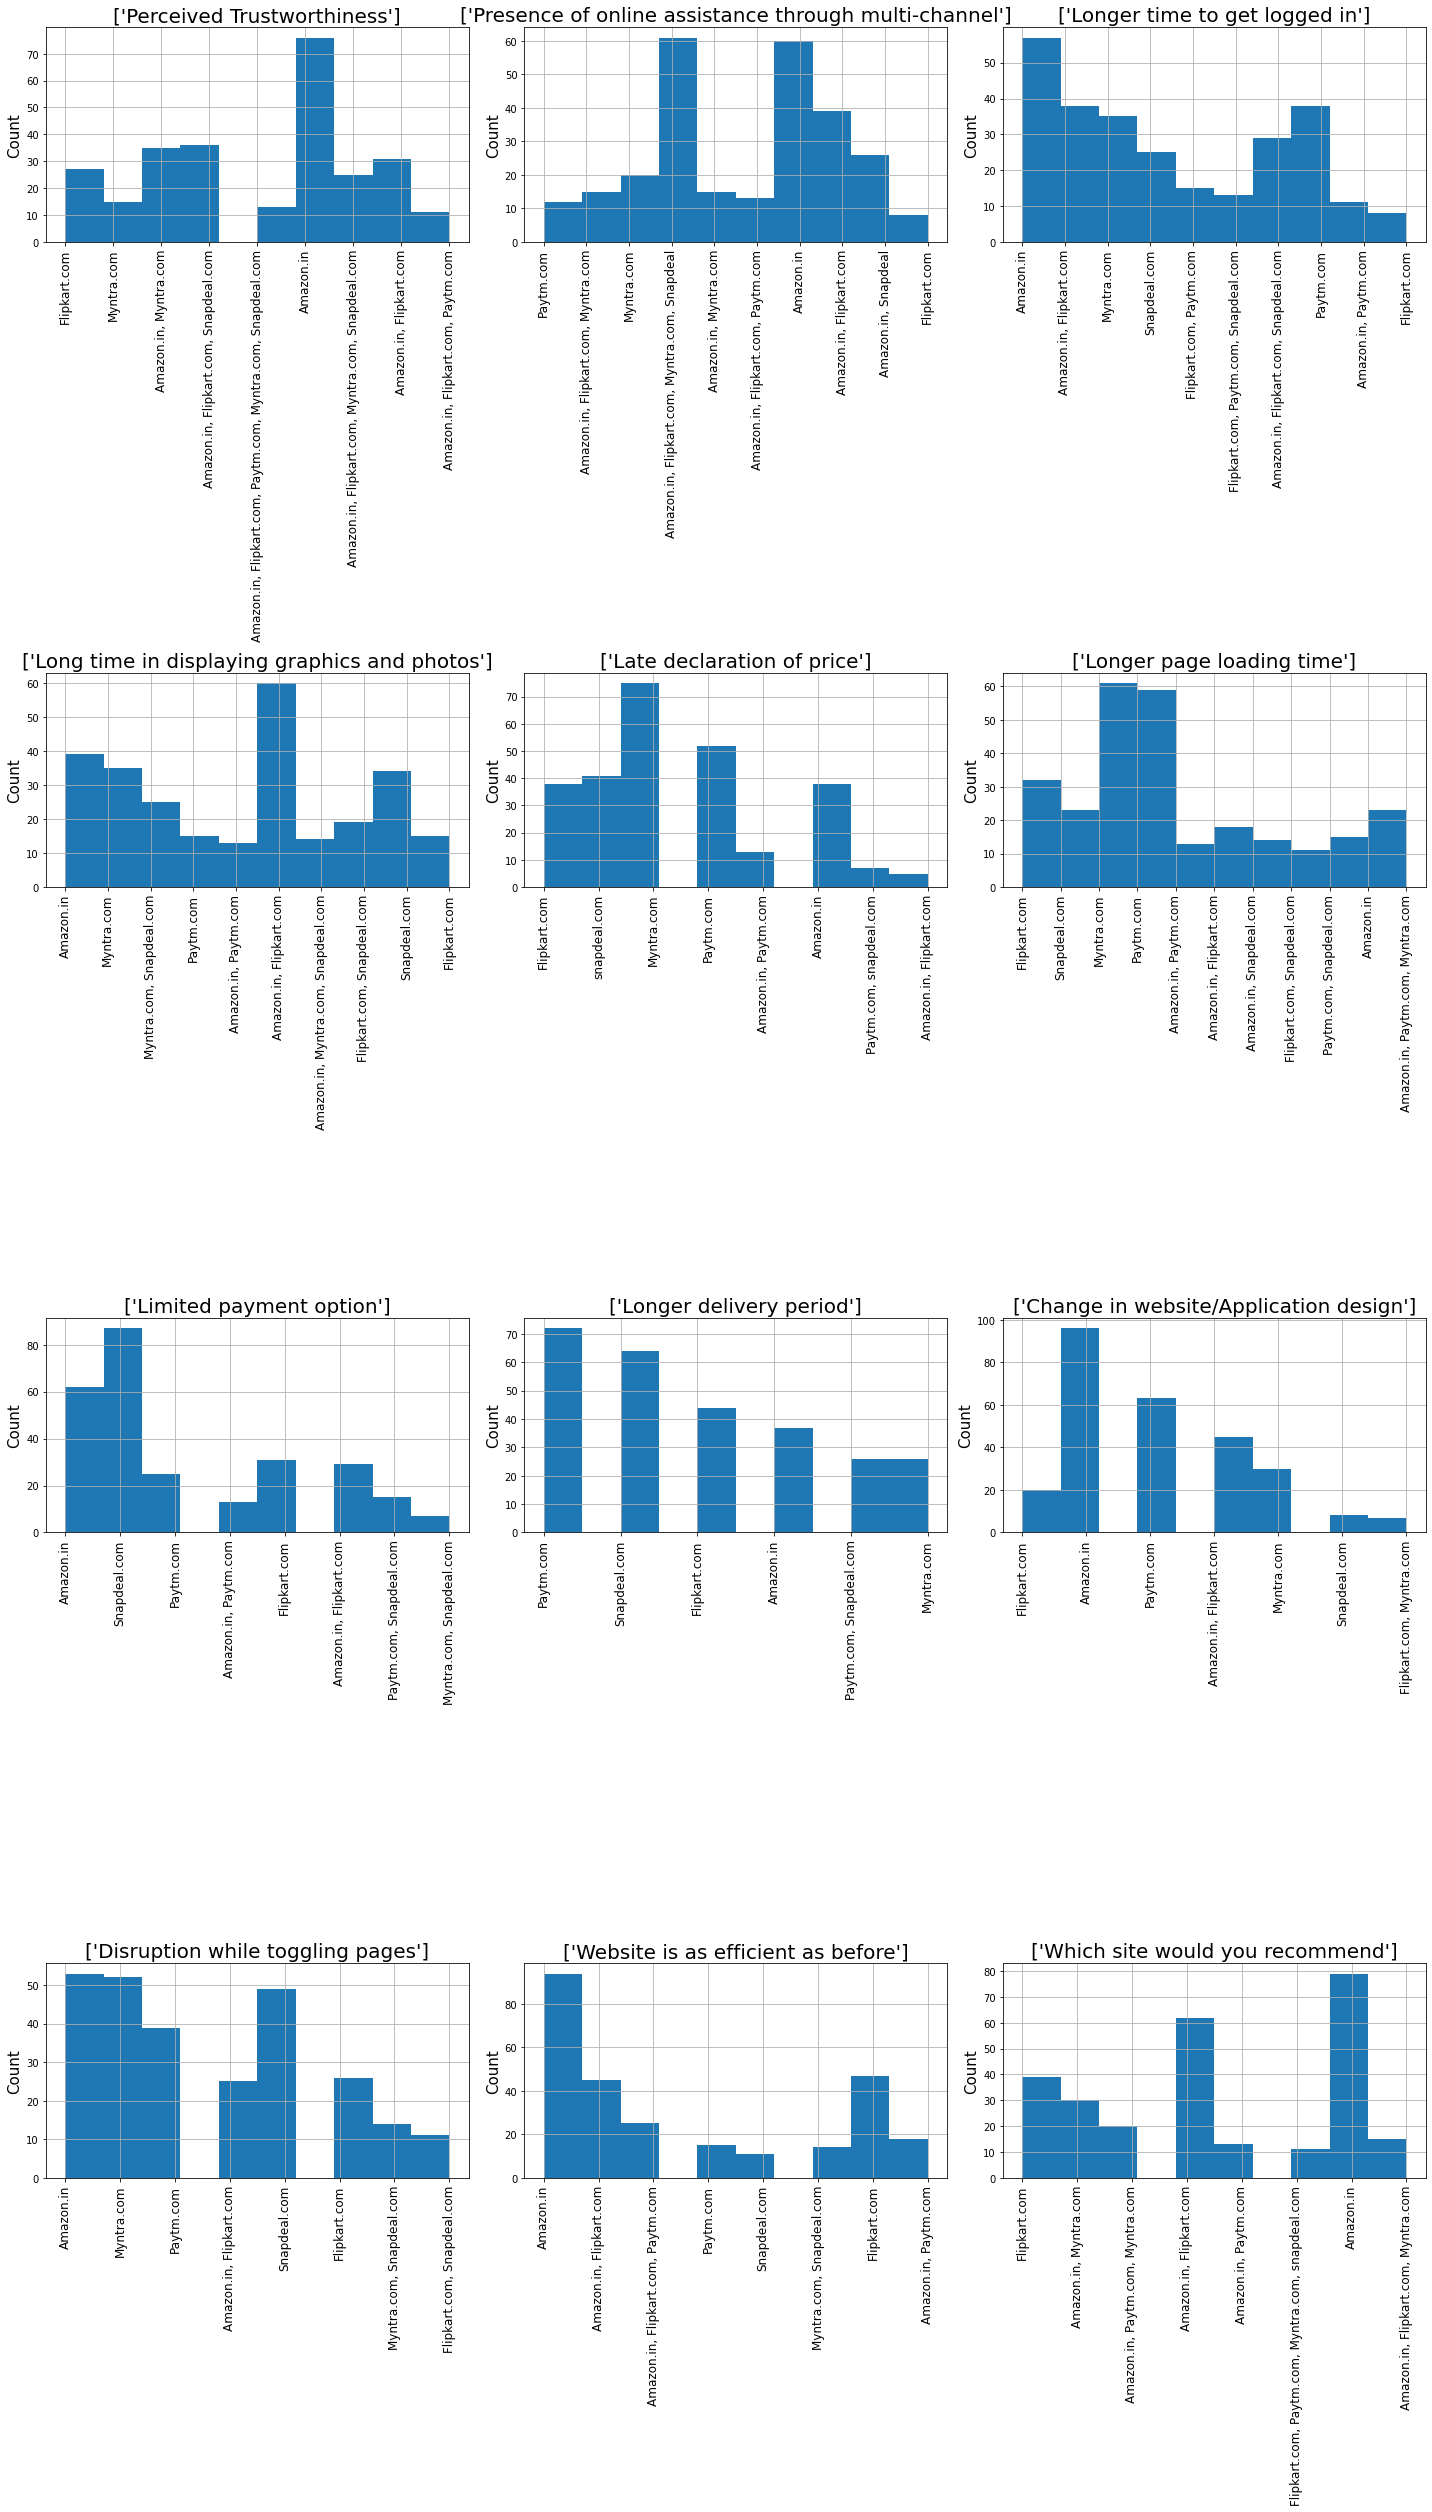 ['Perceived Trustworthiness']
Count
70
60
50
40
30
20
10
0
Flipkart.com
Myntra.com
Amazon.in, Myntra.com
Amazon.in, Flipkart.com, Snapdeal.com
Amazon.in, Flipkart.com, Paytm.com, Myntra.com, Snapdeal.com
Amazon.in
Amazon.in, Flipkart.com, Myntra.com, Snapdeal.com
Amazon.in, Flipkart.com
Amazon.in, Flipkart.com, Paytm.com
['Presence of online assistance through multi-channel']
Count
60
50
40
30
20
10
0
Paytm.com
Amazon.in, Flipkart.com, Myntra.com
Myntra.com
Amazon.in, Flipkart.com, Myntra.com, Snapdeal
Amazon.in, Myntra.com
Amazon.in, Flipkart.com, Paytm.com
Amazon.in
Amazon.in, Flipkart.com
Amazon.in, Snapdeal
Flipkart.com
['Longer time to get logged in']
Count
50
40
30
20
10
0
Amazon.in
Amazon.in, Flipkart.com
Myntra.com
Snapdeal.com
Flipkart.com, Paytm.com
Flipkart.com, Paytm.com, Snapdeal.com
Amazon.in, Flipkart.com, Snapdeal.com
Paytm.com
Amazon.in, Paytm.com
Flipkart.com
['Long time in displaying graphics and photos']
Count
60
50
40
30
20
10
0
Amazon.in
Myntra.com
Myntra.com, Snapdeal.com
Paytm.com
Amazon.in, Paytm.com
Amazon.in, Flipkart.com
Amazon.in, Myntra.com, Snapdeal.com
Flipkart.com, Snapdeal.com
Snapdeal.com
Flipkart.com
['Late declaration of price']
Count
70
60
50
40
30
20
10
0
Flipkart.com
snapdeal.com
Myntra.com
Paytm.com
Amazon.in, Paytm.com
Amazon.in
Paytm.com, snapdeal.com
Amazon.in, Flipkart.com
['Longer page loading time']
Count
60
50
40
30
20
10
0
Flipkart.com
Snapdeal.com
Myntra.com
Paytm.com
Amazon.in, Paytm.com
Amazon.in, Flipkart.com
Amazon.in, Snapdeal.com
Flipkart.com, Snapdeal.com
Paytm.com, Snapdeal.com
Amazon.in
Amazon.in, Paytm.com, Myntra.com
['Limited payment option']
Count
80
60
40
20
0
Amazon.in
Snapdeal.com
Paytm.com
Amazon.in, Paytm.com
Flipkart.com
Amazon.in, Flipkart.com
Paytm.com, Snapdeal.com
Myntra.com, Snapdeal.com
['Longer delivery period']
Count
70
60
50
40
30
20
10
0
Paytm.com
Snapdeal.com
Flipkart.com
Amazon.in
Paytm.com, Snapdeal.com
Myntra.com
['Change in website/Application design']
Count
100
80
60
40
20
0
Flipkart.com
Amazon.in
Paytm.com
Amazon.in, Flipkart.com
Myntra.com
Snapdeal.com
Flipkart.com, Myntra.com
['Disruption while toggling pages']
Count
50
40
30
20
10
0
Amazon.in
Myntra.com
Paytm.com
Amazon.in, Flipkart.com
Snapdeal.com
Flipkart.com
Myntra.com, Snapdeal.com
Flipkart.com, Snapdeal.com
['Website is as efficient as before']
Count
80
60
40
20
0
Amazon.in
Amazon.in, Flipkart.com
Amazon.in, Flipkart.com, Paytm.com
Paytm.com
Snapdeal.com
Myntra.com, Snapdeal.com
Flipkart.com
Amazon.in, Paytm.com
['Which site would you recommend']
Count
80
70
60
50
40
30
20
10
0
Flipkart.com
Amazon.in, Myntra.com
Amazon.in, Paytm.com, Myntra.com
Amazon.in, Flipkart.com
Amazon.in, Paytm.com
Flipkart.com, Paytm.com, Myntra.com, snapdeal.com
Amazon.in
Amazon.in, Flipkart.com, Myntra.com